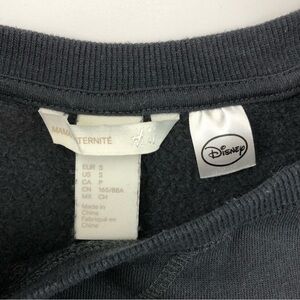 MAMA
TERNITÉ
H&M
Disney
EUR S
US S
CA P
CN 165/88A
MX CH
Made in
China
Fabriqué en
Chine